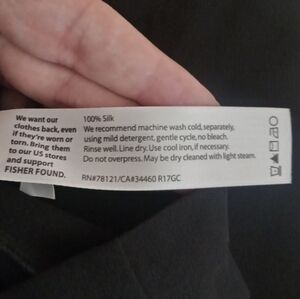 We want our
clothes back, even
if they're worn or
torn. Bring them
to our US stores
and support
FISHER FOUND.
100% Silk
We recommend machine wash cold, separately,
using mild detergent, gentle cycle, no bleach.
Rinse well. Line dry. Use cool iron, if necessary.
Do not overpress. May be dry cleaned with light steam.
RN#78121/CA#34460 R17GC